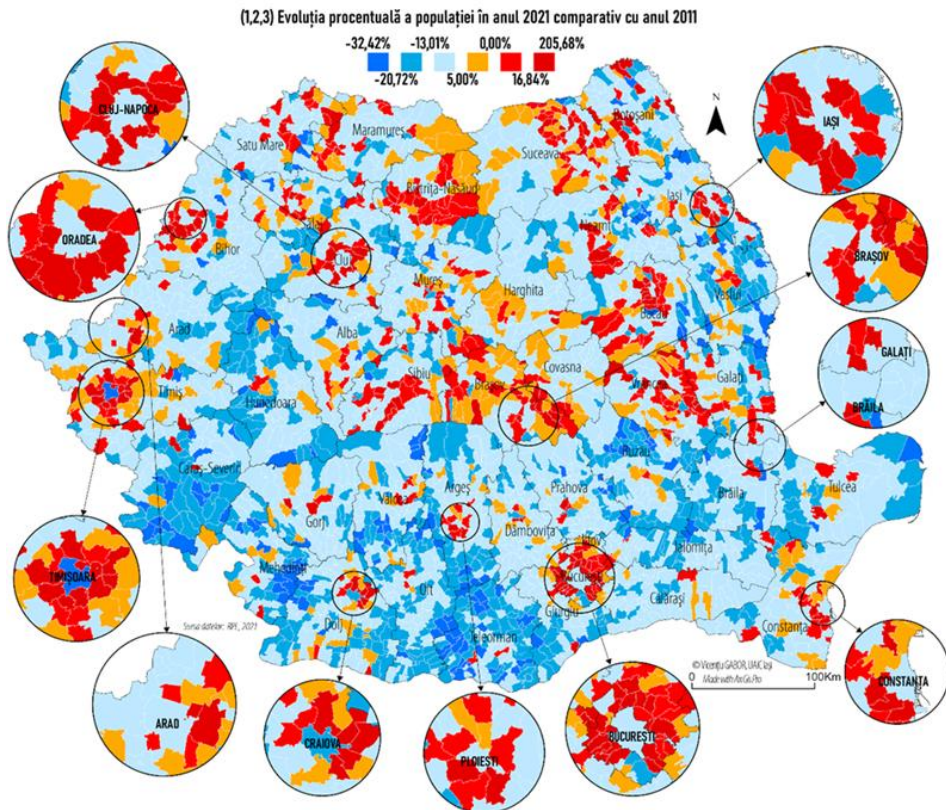 (1,2,3) Evoluția procentuală a populației în anul 2021 comparativ cu anul 2011
-32,42% -13,01% 0,00% 205,68%
-20,72% 5,00% 16,84%
N
CLUJ-NAPOCA
IAȘI
ORADEA
BRAȘOV
GALAȚI
BRĂILA
TIMIȘOARA
ARAD
CRAIOVA
PLOIEȘTI
BUCUREȘTI
CONSTANȚA
Satu Mare
Maramureș
Suceava
Botoșani
Bistrița-Năsăud
Iași
Sălaj
Bihor
Cluj
Neamț
Mureș
Harghita
Bacău
Vaslui
Arad
Alba
Timiș
Hunedoara
Sibiu
Brașov
Covasna
Vrancea
Galați
Caraș-Severin
Gorj
Vâlcea
Argeș
Prahova
Buzău
Brăila
Tulcea
Dâmbovița
Ilfov
Ialomița
Mehedinți
Olt
București
Călărași
Giurgiu
Dolj
Teleorman
Constanța
Sursa datelor: RPL, 2021
© Vicențiu GABOR, UAIC Iași
Made with ArcGis Pro
0 100Km